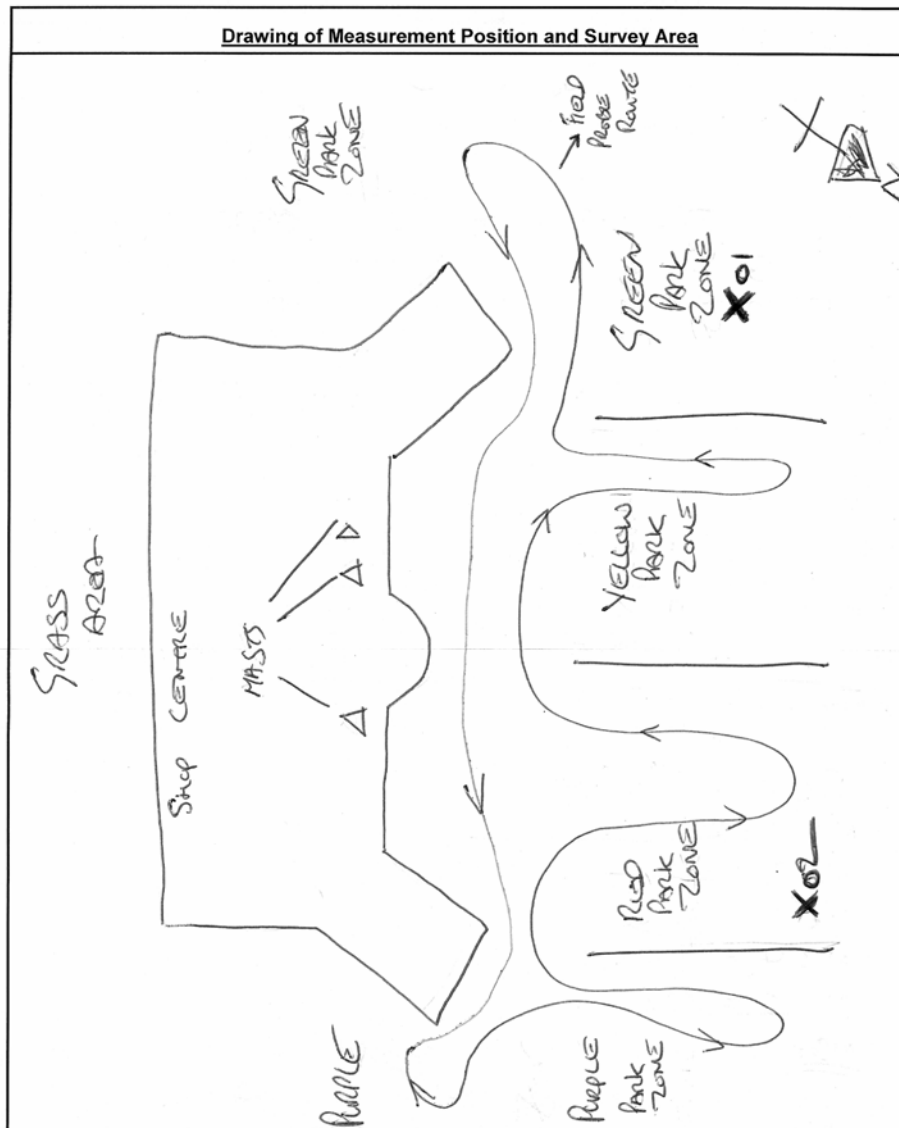 Drawing of Measurement Position and Survey Area
GREEN
PARK
ZONE
FIELD
PROBE
ROUTE
N
GREEN
PARK
ZONE
X01
GRASS
AREA
SHOP CENTRE
MASTS
YELLOW
PARK
ZONE
RED
PARK
ZONE
X02
PURPLE
PURPLE
PARK
ZONE